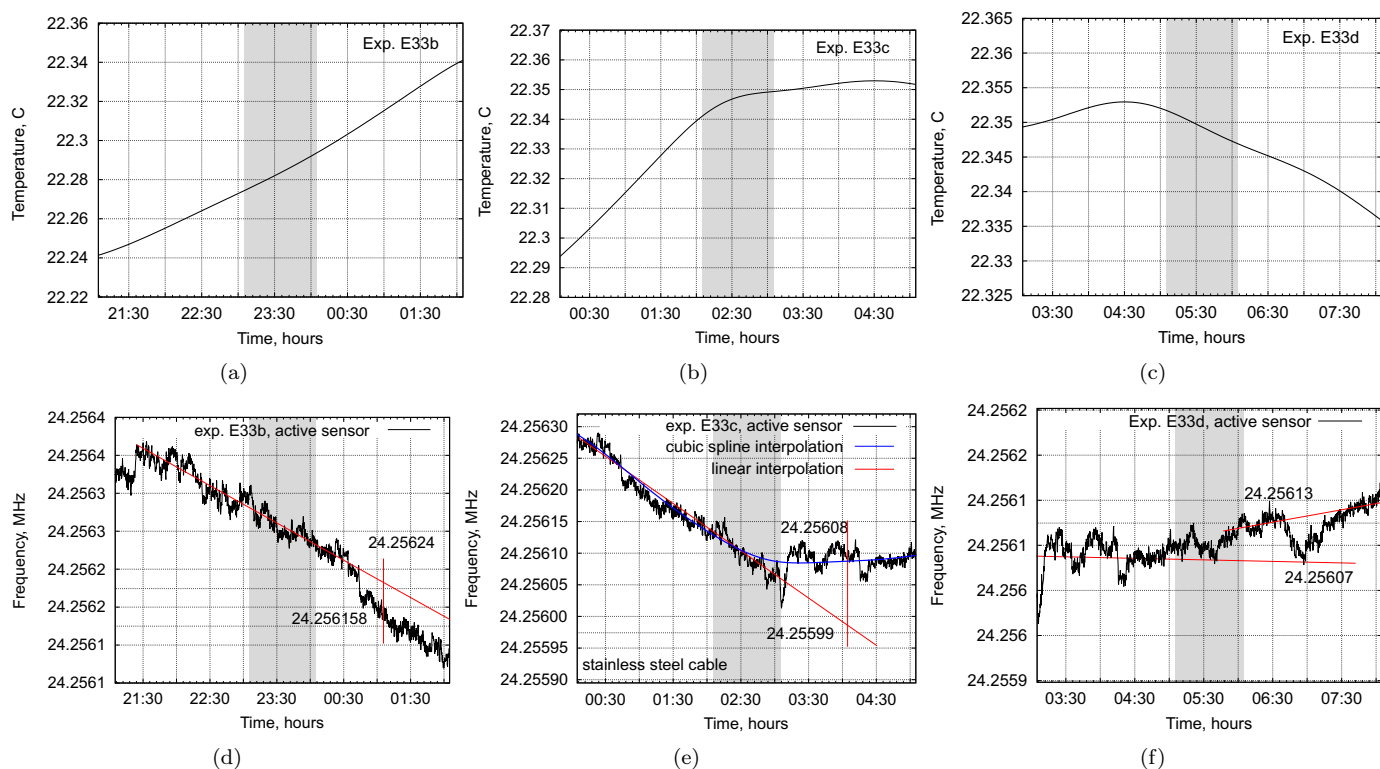 22.36
22.34
22.32
22.3
22.28
22.26
22.24
22.22
Temperature, C
Exp. E33b
21:30 22:30 23:30 00:30 01:30
Time, hours
(a)
22.37
22.36
22.35
22.34
22.33
22.32
22.31
22.3
22.29
22.28
Temperature, C
Exp. E33c
00:30 01:30 02:30 03:30 04:30
Time, hours
(b)
22.365
22.36
22.355
22.35
22.345
22.34
22.335
22.33
22.325
Temperature, C
Exp. E33d
03:30 04:30 05:30 06:30 07:30
Time, hours
(c)
24.2564
24.2564
24.2563
24.2563
24.2562
24.2562
24.2561
24.2561
Frequency, MHz
exp. E33b, active sensor
24.25624
24.256158
21:30 22:30 23:30 00:30 01:30
Time, hours
(d)
24.25630
24.25625
24.25620
24.25615
24.25610
24.25605
24.25600
24.25595
24.25590
Frequency, MHz
exp. E33c, active sensor
cubic spline interpolation
linear interpolation
24.25608
24.25599
stainless steel cable
00:30 01:30 02:30 03:30 04:30
Time, hours
(e)
24.2562
24.2562
24.2561
24.2561
24.256
24.256
24.2559
Frequency, MHz
Exp. E33d, active sensor
24.25613
24.25607
03:30 04:30 05:30 06:30 07:30
Time, hours
(f)